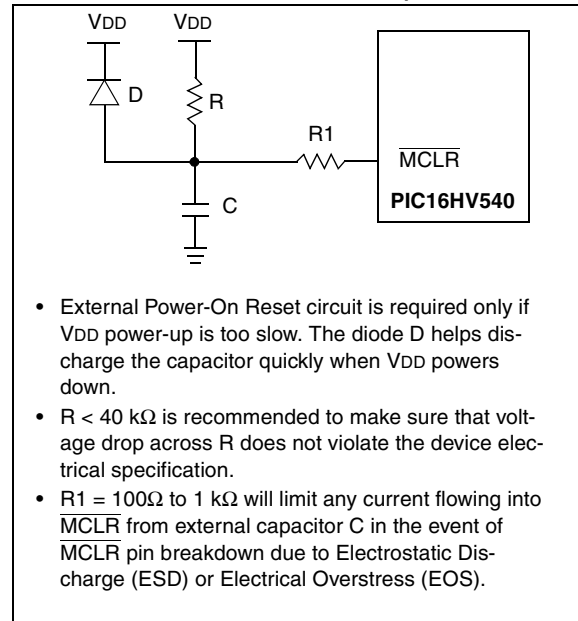 VDD VDD
D
R
R1
MCLR
PIC16HV540
C
• External Power-On Reset circuit is required only if
VDD power-up is too slow. The diode D helps dis-
charge the capacitor quickly when VDD powers
down.
• R < 40 kΩ is recommended to make sure that volt-
age drop across R does not violate the device elec-
trical specification.
• R1 = 100Ω to 1 kΩ will limit any current flowing into
MCLR from external capacitor C in the event of
MCLR pin breakdown due to Electrostatic Dis-
charge (ESD) or Electrical Overstress (EOS).